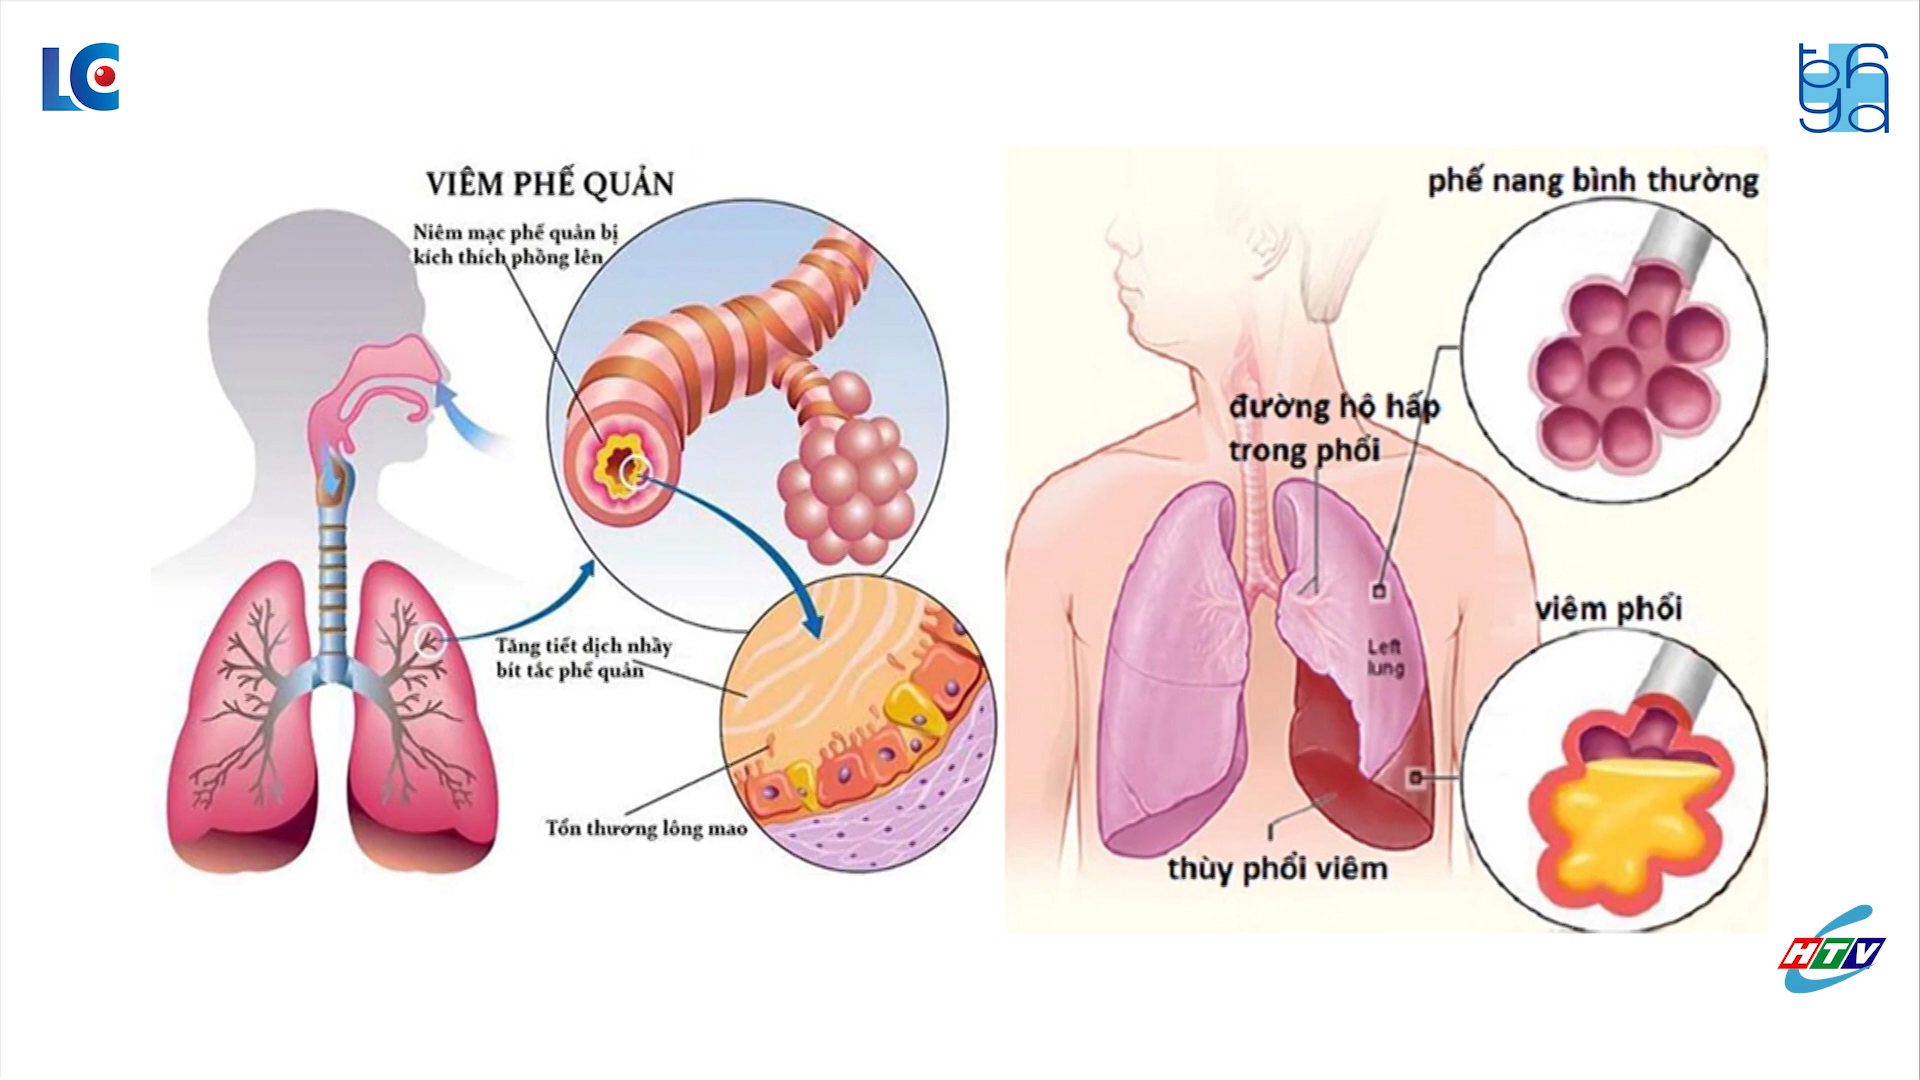 LC
VIÊM PHẾ QUẢN
Niêm mạc phế quản bị
kích thích phồng lên
Tăng tiết dịch nhầy
bít tắc phế quản
Tổn thương lông mao
phế nang bình thường
đường hô hấp
trong phổi
Left
lung
viêm phổi
thùy phổi viêm
HTV